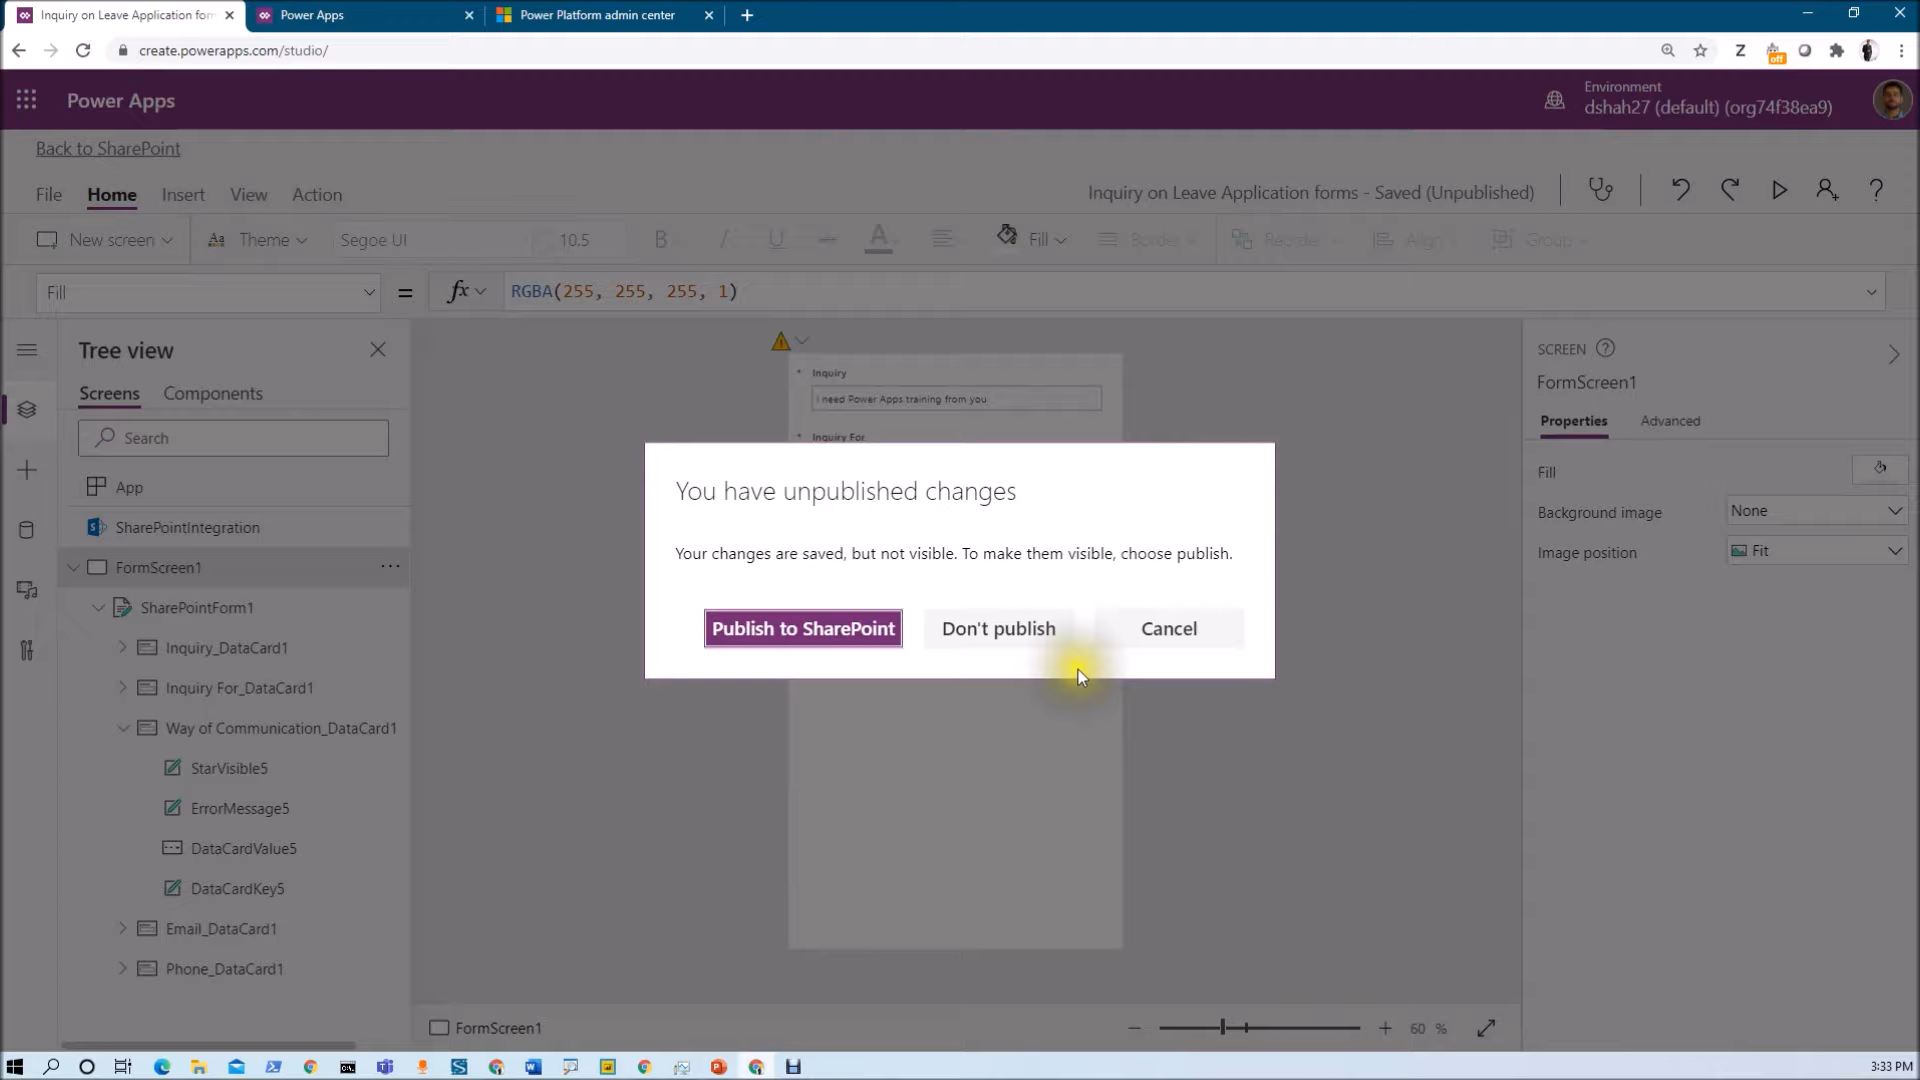 Inquiry on Leave Application form
Power Apps
Power Platform admin center
create.powerapps.com/studio/
Z
off
Power Apps
Environment
dshah27 (default) (org74f38ea9)
Back to SharePoint
File Home Insert View Action
Inquiry on Leave Application forms - Saved (Unpublished)
New screen
Theme
Segoe UI
10.5
B I U A
Fill
Border
Reorder
Align
Group
Fill
= fx
RGBA(255, 255, 255, 1)
Tree view
Screens Components
Search
App
SharePointIntegration
FormScreen1
SharePointForm1
Inquiry_DataCard1
Inquiry For_DataCard1
Way of Communication_DataCard1
StarVisible5
ErrorMessage5
DataCardValue5
DataCardKey5
Email_DataCard1
Phone_DataCard1
* Inquiry
I need Power Apps training from you
* Inquiry For
You have unpublished changes
Your changes are saved, but not visible. To make them visible, choose publish.
Publish to SharePoint
Don't publish
Cancel
SCREEN
FormScreen1
Properties Advanced
Fill
Background image
None
Image position
Fit
FormScreen1
60 %
3:33 PM